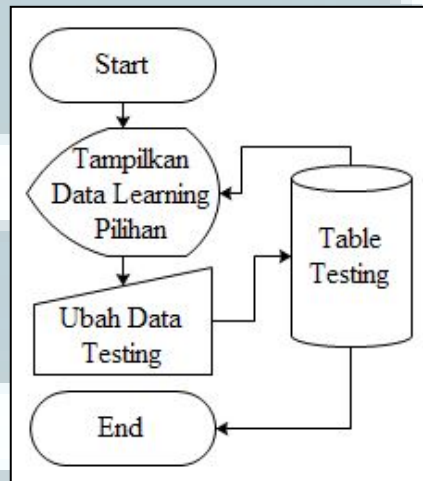 Start
Tampilkan
Data Learning
Pilihan
Table
Testing
Ubah Data
Testing
End